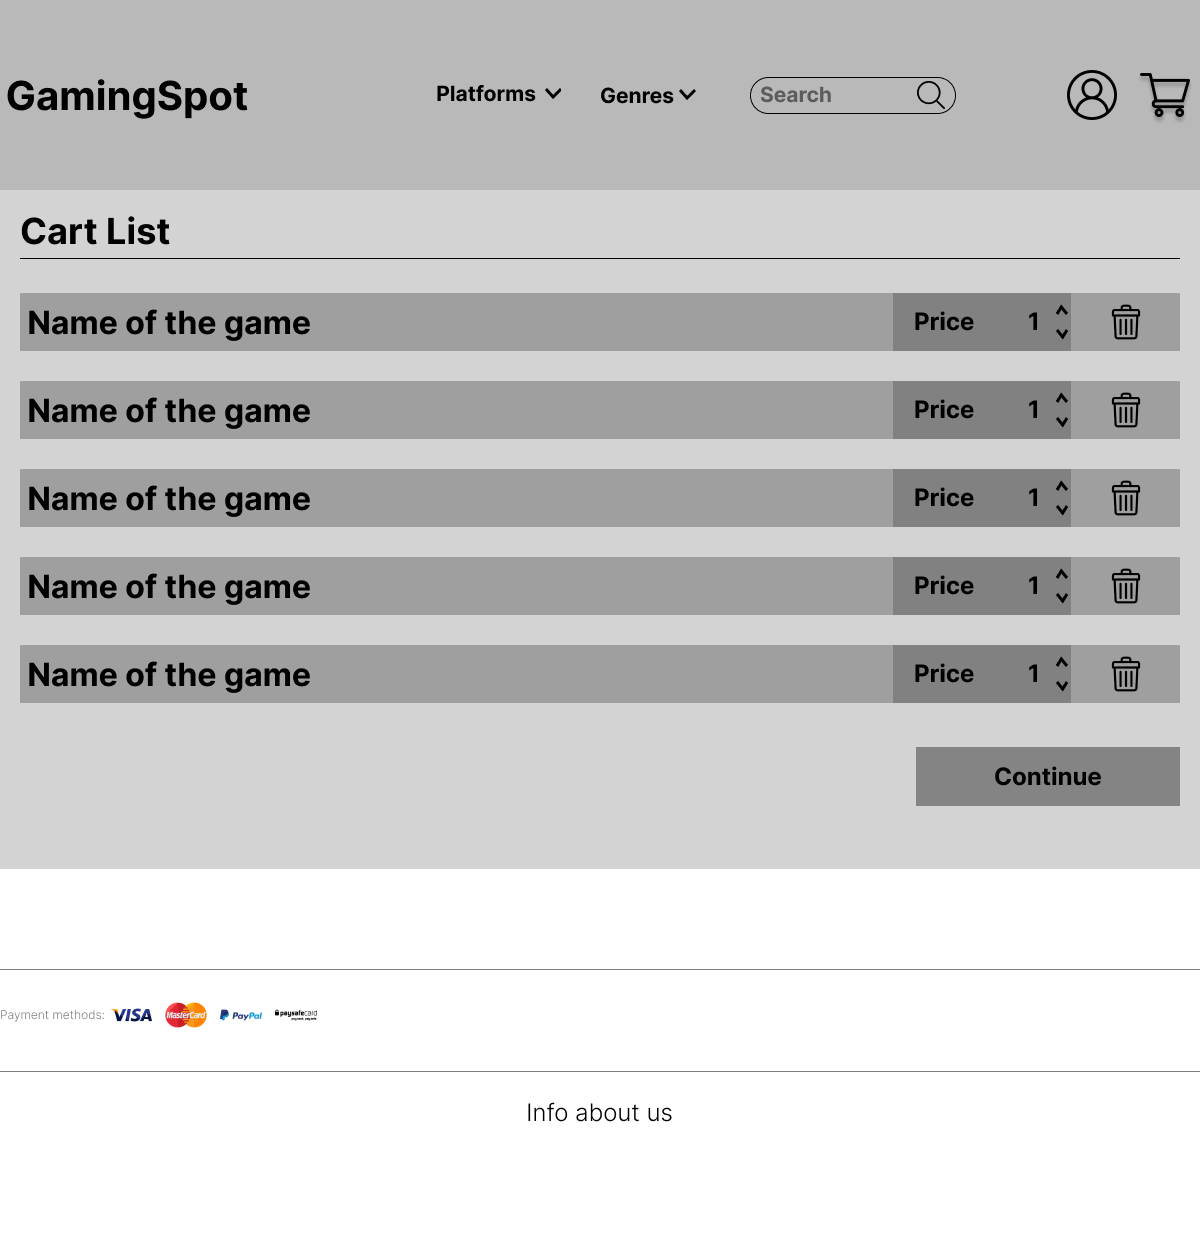 GamingSpot Platforms Genres Search
Cart List
Name of the game Price 1
Name of the game Price 1
Name of the game Price 1
Name of the game Price 1
Name of the game Price 1
Continue
Payment methods: VISA MasterCard PayPal paysafecard
Info about us